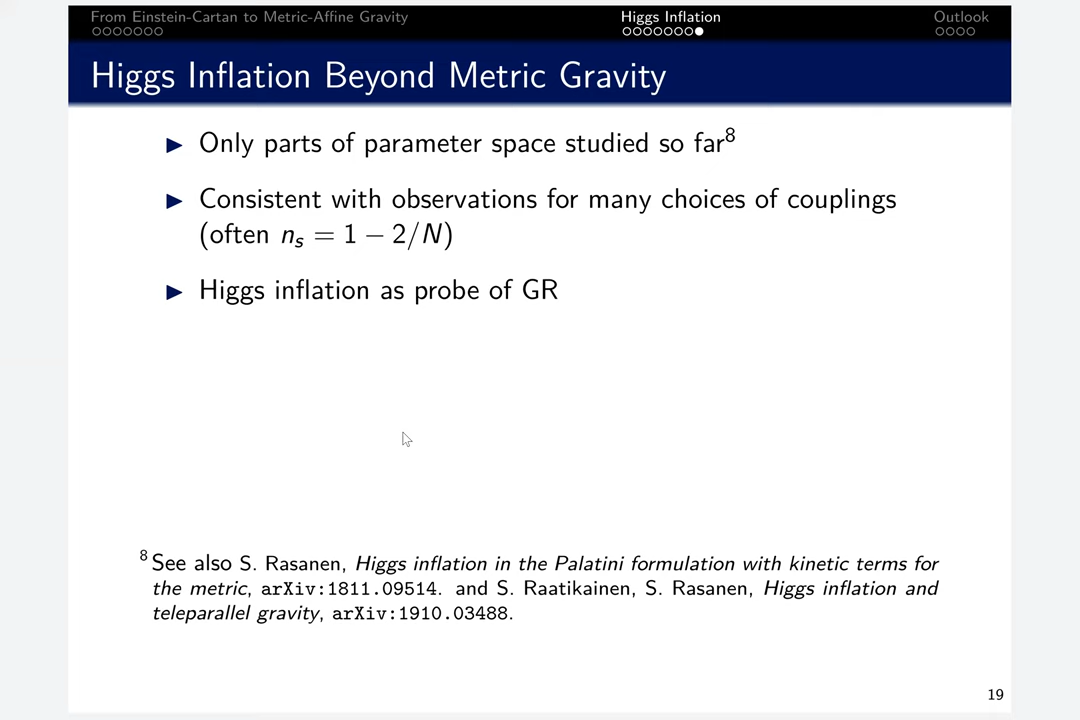 From Einstein-Cartan to Metric-Affine Gravity
Higgs Inflation
Outlook
Higgs Inflation Beyond Metric Gravity
Only parts of parameter space studied so far⁸
Consistent with observations for many choices of couplings
(often nₛ = 1 − 2/N)
Higgs inflation as probe of GR
⁸ See also S. Rasanen, Higgs inflation in the Palatini formulation with kinetic terms for
the metric, arXiv:1811.09514. and S. Raatikainen, S. Rasanen, Higgs inflation and
teleparallel gravity, arXiv:1910.03488.
19